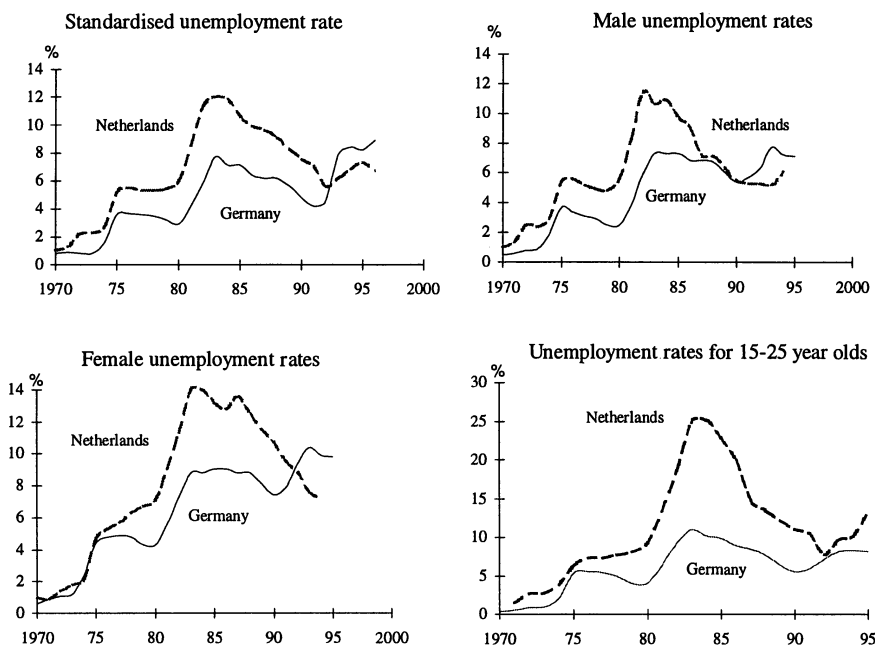 Standardised unemployment rate
%
14
12
Netherlands
10
8
6
4
Germany
2
0
1970 75 80 85 90 95 2000
Male unemployment rates
%
14
12
Netherlands
10
8
6
Germany
4
2
0
1970 75 80 85 90 95 2000
Female unemployment rates
%
14
12
Netherlands
10
8
6
Germany
4
2
0
1970 75 80 85 90 95 2000
Unemployment rates for 15-25 year olds
%
30
25
Netherlands
20
15
10
Germany
5
0
1970 75 80 85 90 95